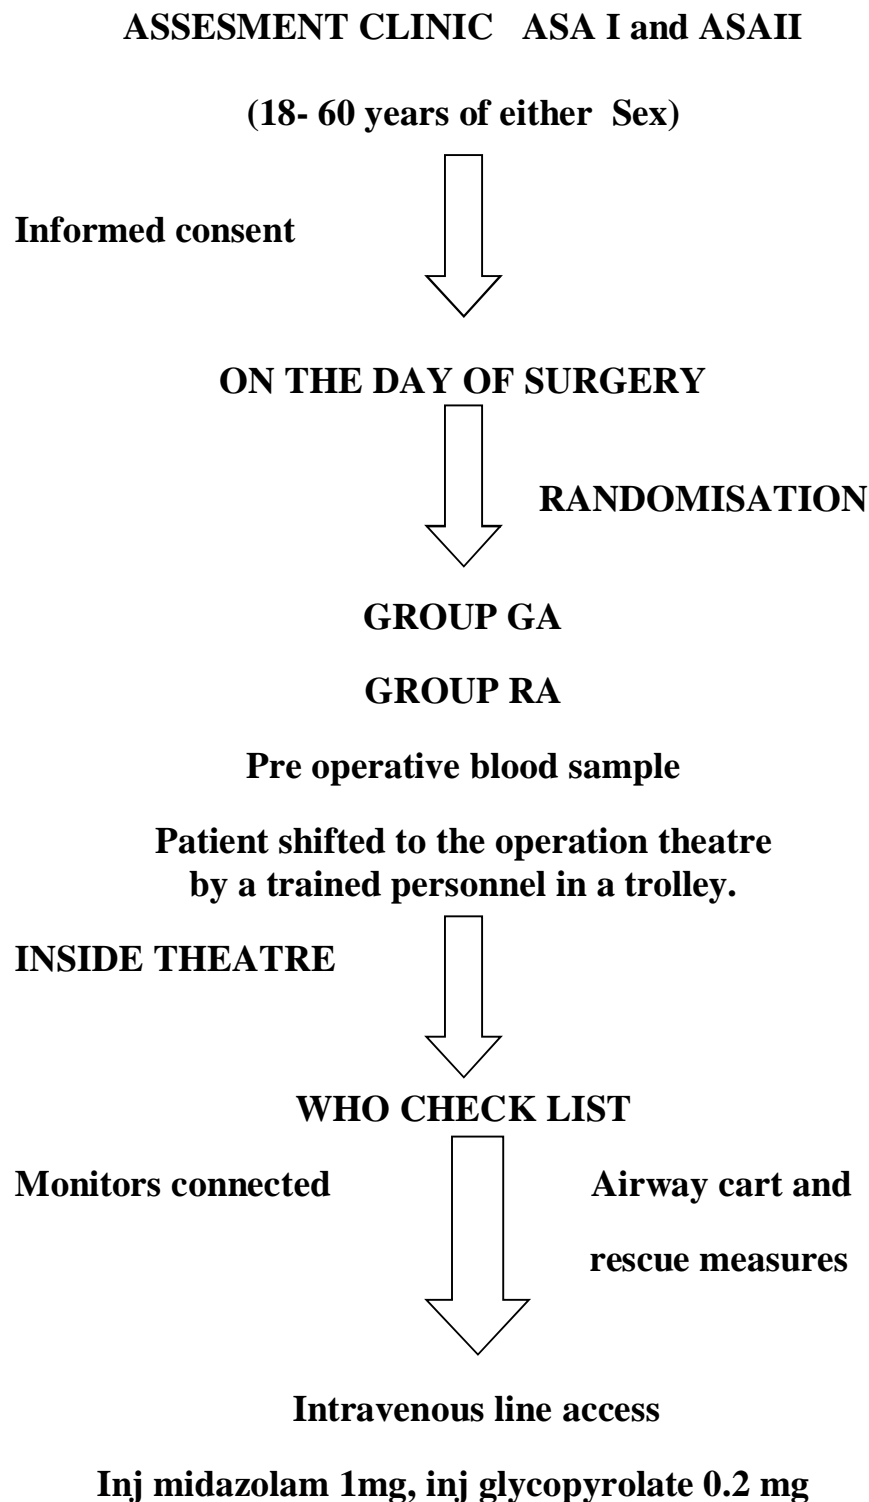 ASSESMENT CLINIC   ASA I and ASAII
(18- 60 years of either  Sex)
Informed consent
ON THE DAY OF SURGERY
RANDOMISATION
GROUP GA
GROUP RA
Pre operative blood sample
Patient shifted to the operation theatre
by a trained personnel in a trolley.
INSIDE THEATRE
WHO CHECK LIST
Monitors connected
Airway cart and
rescue measures
Intravenous line access
Inj midazolam 1mg, inj glycopyrolate 0.2 mg